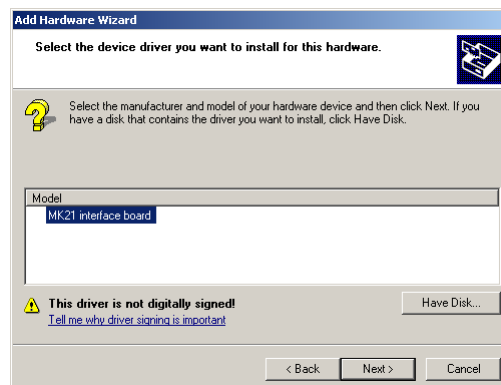 Add Hardware Wizard
Select the device driver you want to install for this hardware.
Select the manufacturer and model of your hardware device and then click Next. If you
have a disk that contains the driver you want to install, click Have Disk.
Model
MK21 interface board
This driver is not digitally signed!
Have Disk...
Tell me why driver signing is important
< Back
Next >
Cancel